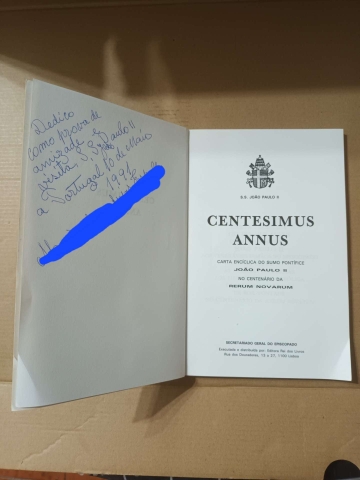 Dedico
como prova de
amizade e
visita S.S. João Paulo II
a Portugal 10 de Maio
1991
S.S. JOÃO PAULO II
CENTESIMUS
ANNUS
CARTA ENCÍCLICA DO SUMO PONTÍFICE
JOÃO PAULO II
NO CENTENÁRIO DA
RERUM NOVARUM
SECRETARIADO GERAL DO EPISCOPADO